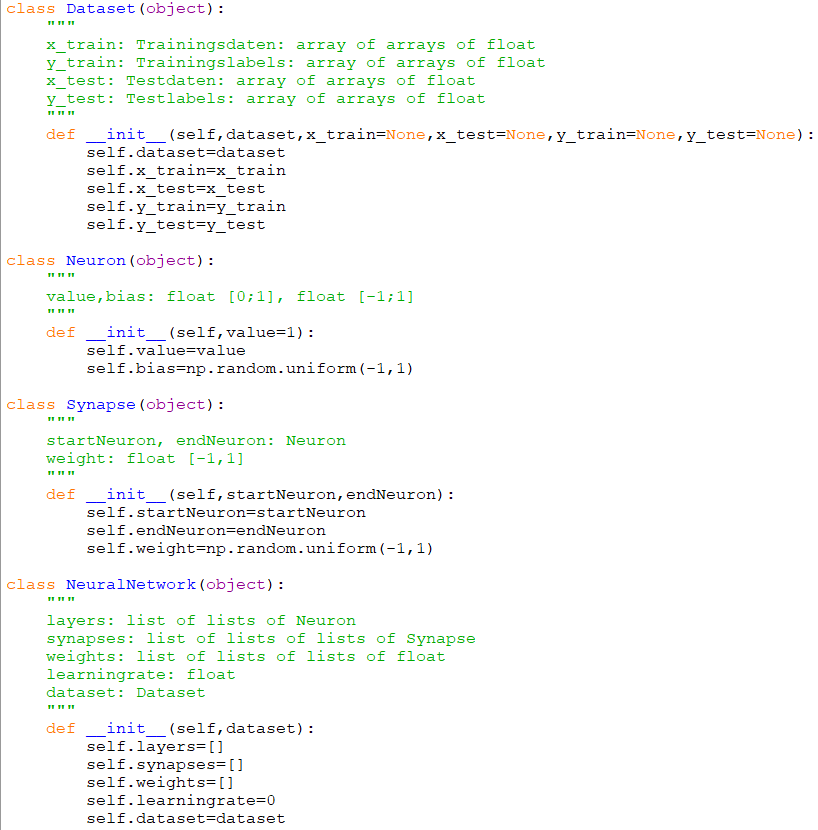 class Dataset(object):
    """
    x_train: Trainingsdaten: array of arrays of float
    y_train: Trainingslabels: array of arrays of float
    x_test: Testdaten: array of arrays of float
    y_test: Testlabels: array of arrays of float
    """
    def __init__(self,dataset,x_train=None,x_test=None,y_train=None,y_test=None):
        self.dataset=dataset
        self.x_train=x_train
        self.x_test=x_test
        self.y_train=y_train
        self.y_test=y_test

class Neuron(object):
    """
    value,bias: float [0;1], float [-1;1]
    """
    def __init__(self,value=1):
        self.value=value
        self.bias=np.random.uniform(-1,1)

class Synapse(object):
    """
    startNeuron, endNeuron: Neuron
    weight: float [-1,1]
    """
    def __init__(self,startNeuron,endNeuron):
        self.startNeuron=startNeuron
        self.endNeuron=endNeuron
        self.weight=np.random.uniform(-1,1)

class NeuralNetwork(object):
    """
    layers: list of lists of Neuron
    synapses: list of lists of lists of Synapse
    weights: list of lists of lists of float
    learningrate: float
    dataset: Dataset
    """
    def __init__(self,dataset):
        self.layers=[]
        self.synapses=[]
        self.weights=[]
        self.learningrate=0
        self.dataset=dataset